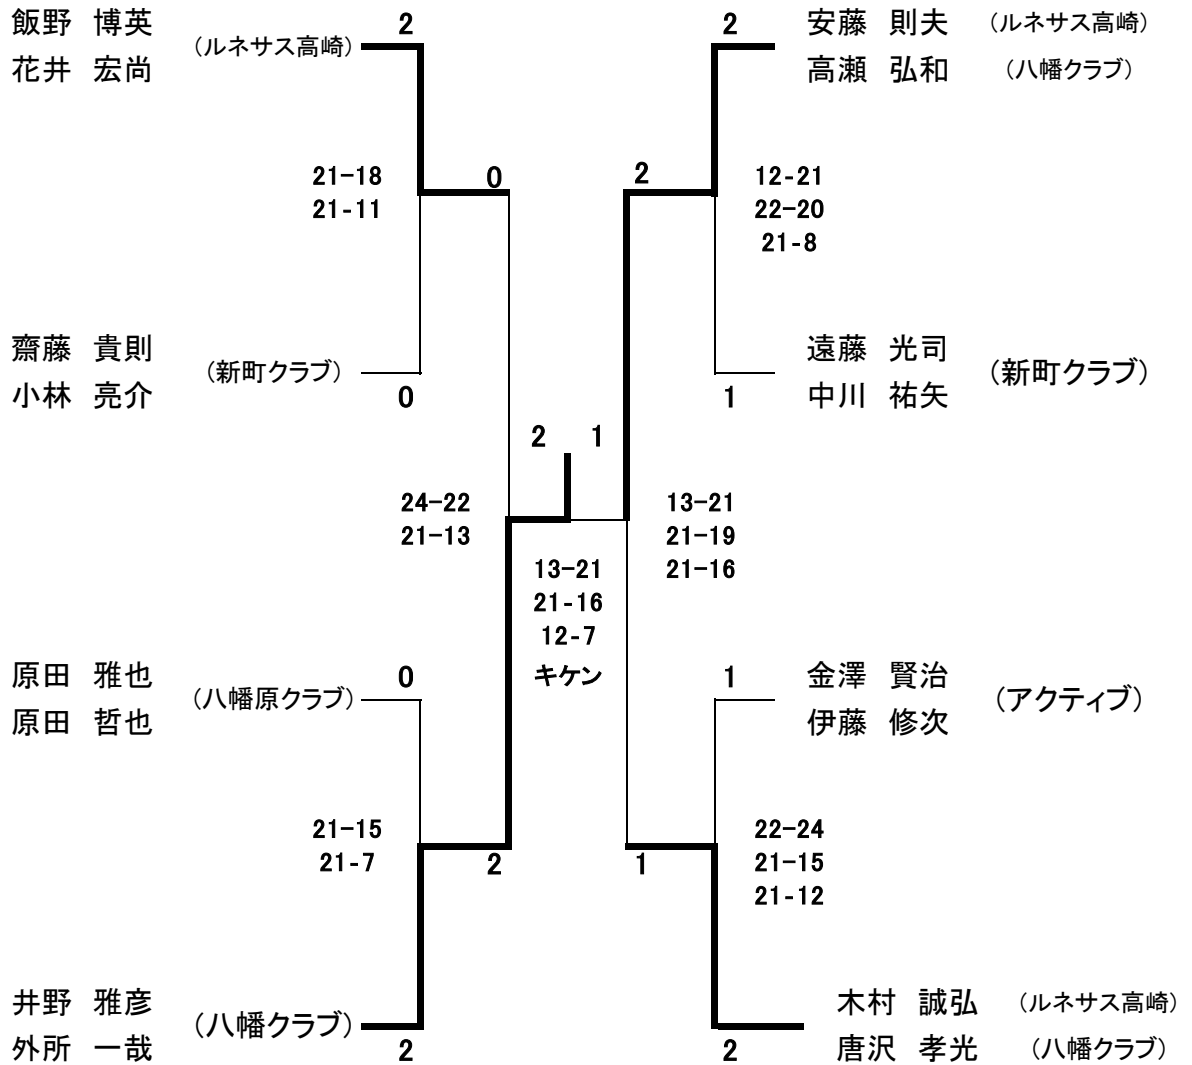 飯野 博英 (ルネサス高崎) 2
花井 宏尚
2 安藤 則夫 (ルネサス高崎)
高瀬 弘和 (八幡クラブ)
21-18
21-11
0
2
12-21
22-20
21-8
齋藤 貴則 (新町クラブ)
小林 亮介 0
遠藤 光司 (新町クラブ)
1 中川 祐矢
2 1
24-22
21-13
13-21
21-19
21-16
13-21
21-16
12-7
キケン
原田 雅也 (八幡原クラブ) 0
原田 哲也
1 金澤 賢治 (アクティブ)
伊藤 修次
21-15
21-7
2
1
22-24
21-15
21-12
井野 雅彦 (八幡クラブ)
外所 一哉 2
木村 誠弘 (ルネサス高崎)
2 唐沢 孝光 (八幡クラブ)